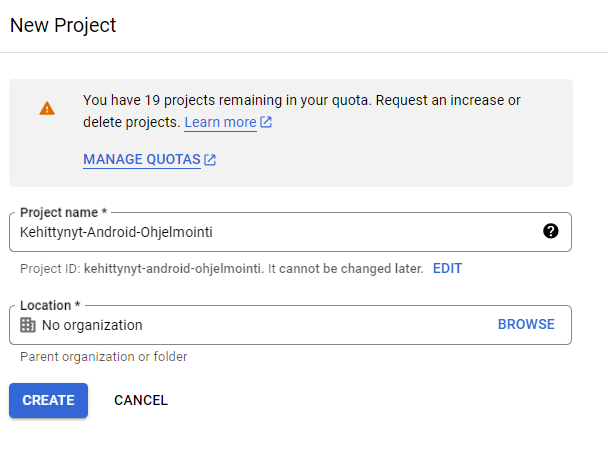 New Project
You have 19 projects remaining in your quota. Request an increase or
delete projects. Learn more
MANAGE QUOTAS
Project name *
Kehittynyt-Android-Ohjelmointi
Project ID: kehittynyt-android-ohjelmointi. It cannot be changed later. EDIT
Location *
No organization BROWSE
Parent organization or folder
CREATE CANCEL